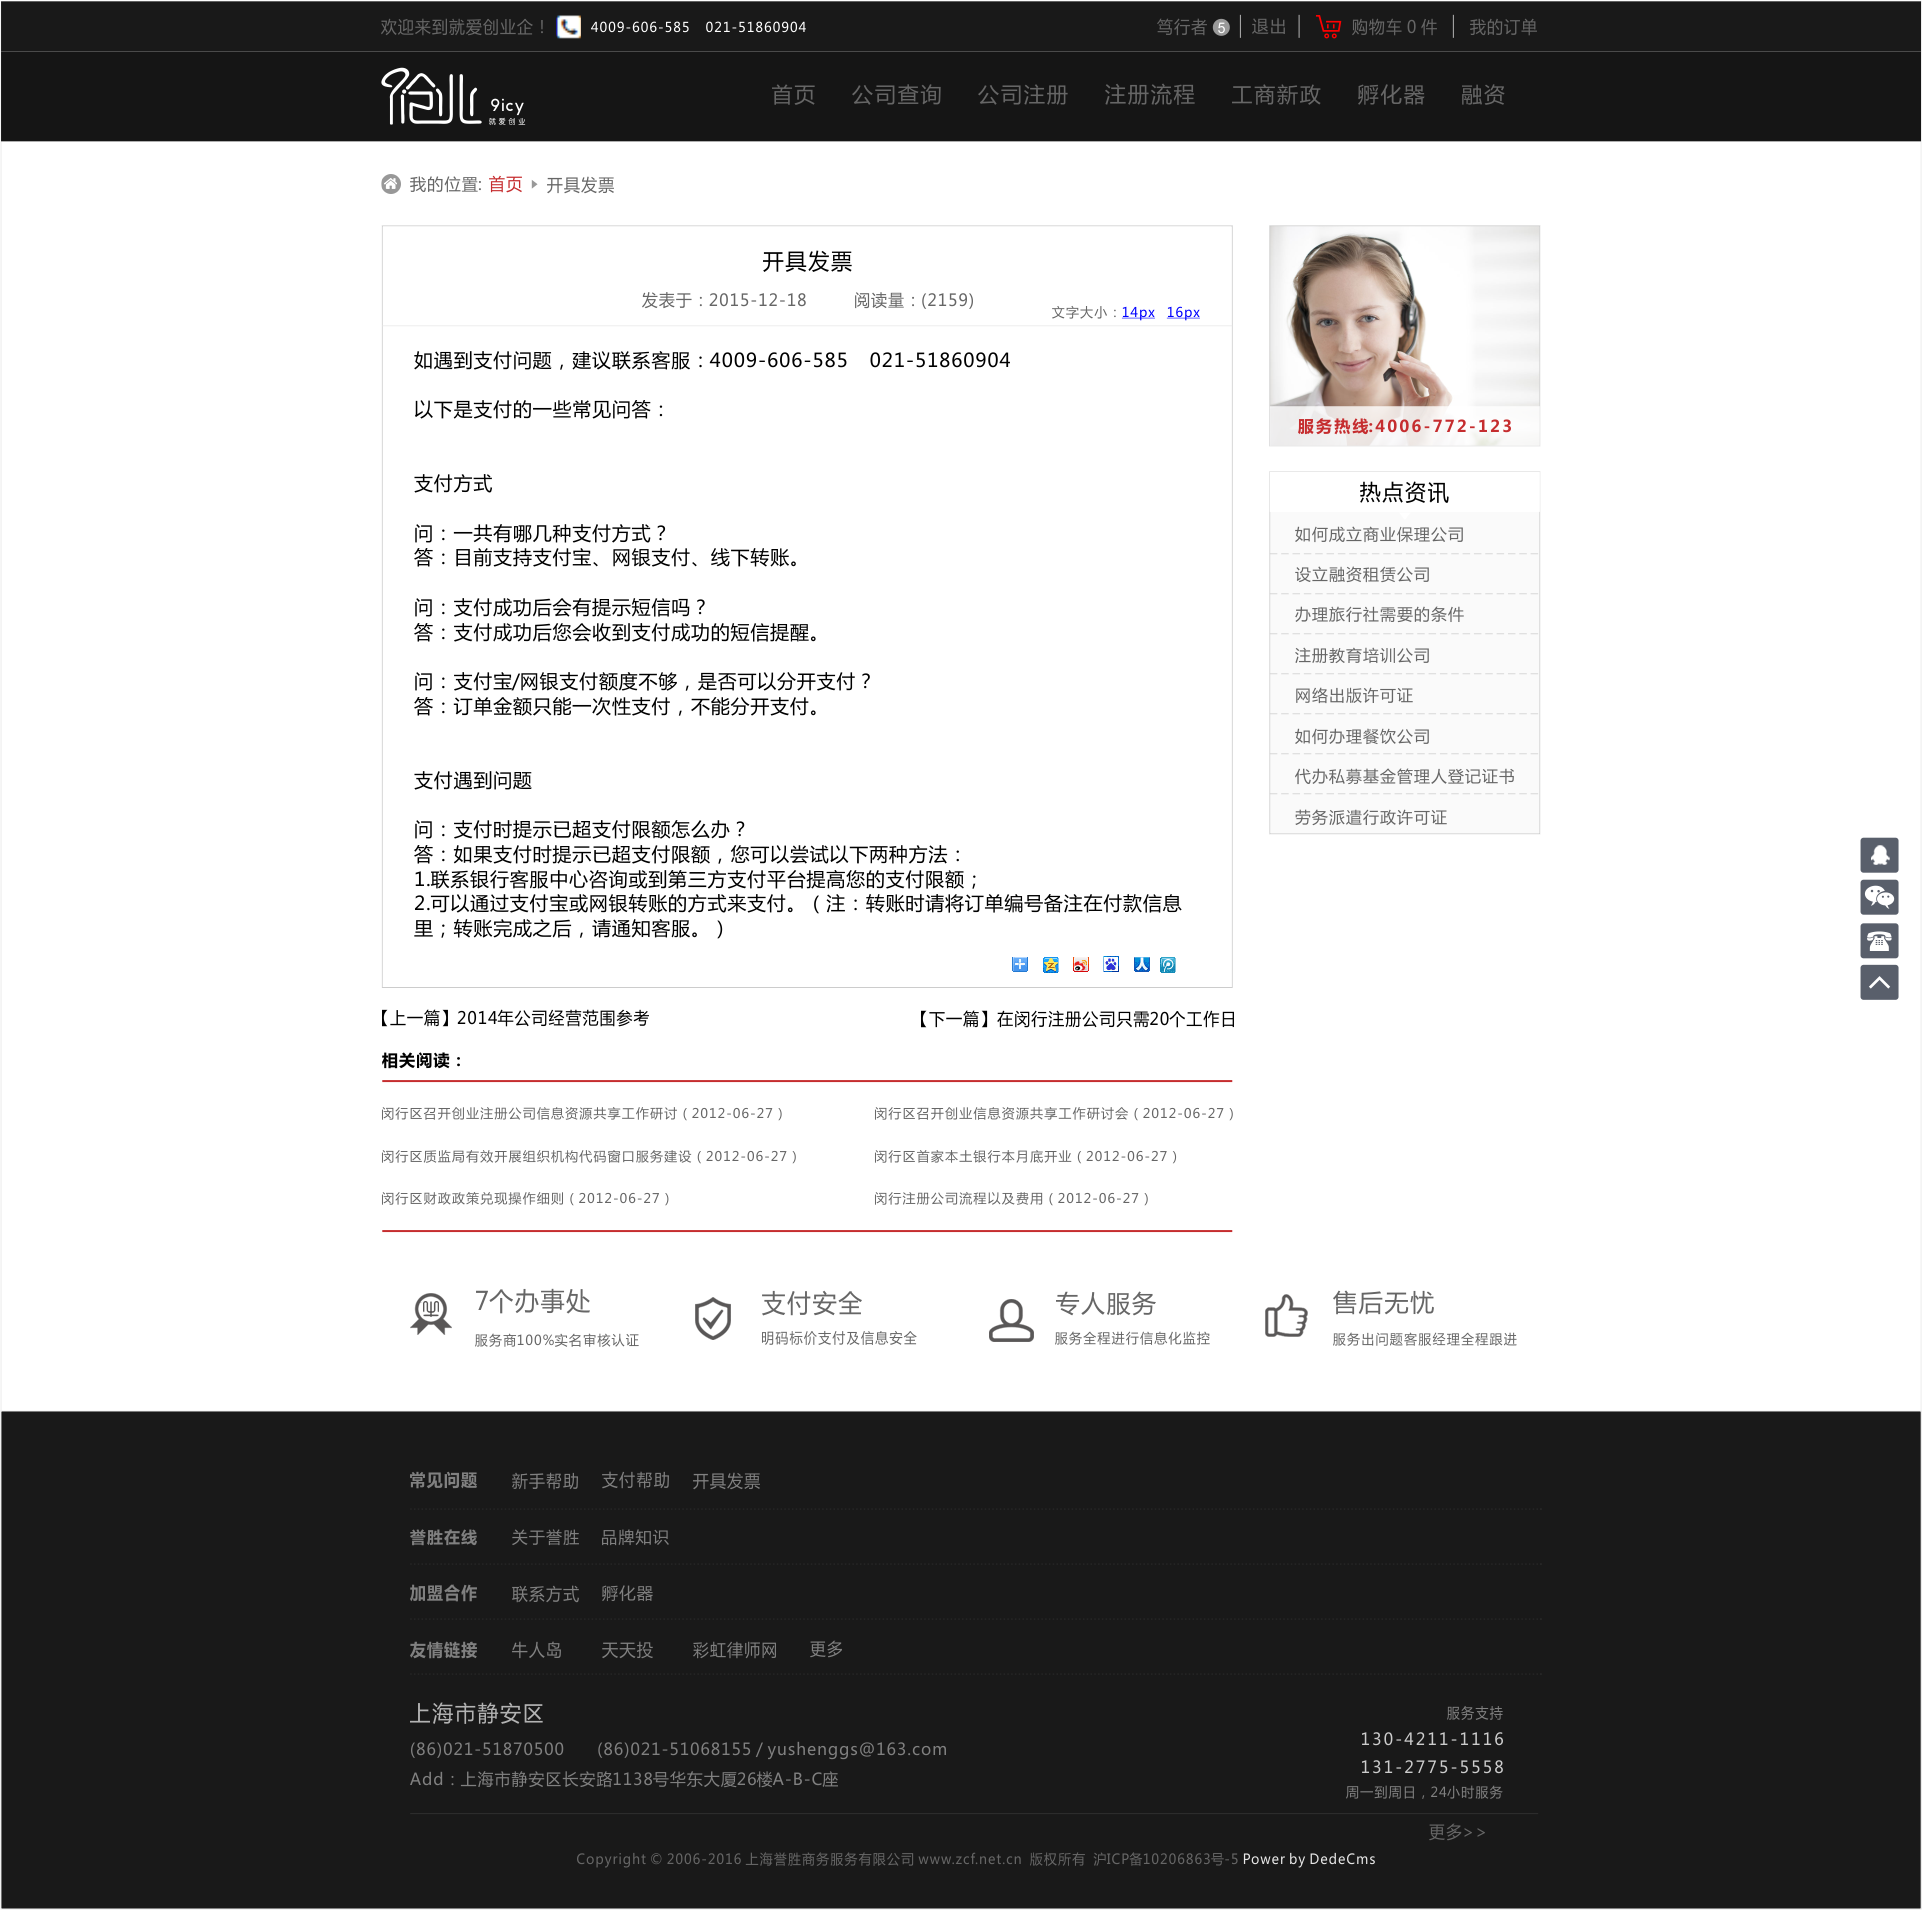 欢迎来到就爱创业企！ 4009-606-585 021-51860904 笃行者 5 退出 购物车 0 件 我的订单
9icy
就爱创业
首页 公司查询 公司注册 注册流程 工商新政 孵化器 融资
我的位置: 首页 开具发票
开具发票
发表于：2015-12-18 阅读量：(2159)
文字大小：14px 16px
如遇到支付问题，建议联系客服：4009-606-585 021-51860904
以下是支付的一些常见问答：
支付方式
问：一共有哪几种支付方式？
答：目前支持支付宝、网银支付、线下转账。
问：支付成功后会有提示短信吗？
答：支付成功后您会收到支付成功的短信提醒。
问：支付宝/网银支付额度不够，是否可以分开支付？
答：订单金额只能一次性支付，不能分开支付。
支付遇到问题
问：支付时提示已超支付限额怎么办？
答：如果支付时提示已超支付限额，您可以尝试以下两种方法：
1.联系银行客服中心咨询或到第三方支付平台提高您的支付限额；
2.可以通过支付宝或网银转账的方式来支付。（注：转账时请将订单编号备注在付款信息
里；转账完成之后，请通知客服。）
服务热线:4006-772-123
热点资讯
如何成立商业保理公司
设立融资租赁公司
办理旅行社需要的条件
注册教育培训公司
网络出版许可证
如何办理餐饮公司
代办私募基金管理人登记证书
劳务派遣行政许可证
【上一篇】2014年公司经营范围参考 【下一篇】在闵行注册公司只需20个工作日
相关阅读：
闵行区召开创业注册公司信息资源共享工作研讨（2012-06-27） 闵行区召开创业信息资源共享工作研讨会（2012-06-27）
闵行区质监局有效开展组织机构代码窗口服务建设（2012-06-27） 闵行区首家本土银行本月底开业（2012-06-27）
闵行区财政政策兑现操作细则（2012-06-27） 闵行注册公司流程以及费用（2012-06-27）
7个办事处 支付安全 专人服务 售后无忧
服务商100%实名审核认证 明码标价支付及信息安全 服务全程进行信息化监控 服务出问题客服经理全程跟进
常见问题 新手帮助 支付帮助 开具发票
誉胜在线 关于誉胜 品牌知识
加盟合作 联系方式 孵化器
友情链接 牛人岛 天天投 彩虹律师网 更多
上海市静安区
(86)021-51870500 (86)021-51068155 / yushenggs@163.com
Add：上海市静安区长安路1138号华东大厦26楼A-B-C座
服务支持
130-4211-1116
131-2775-5558
周一到周日，24小时服务
更多>>
Copyright © 2006-2016 上海誉胜商务服务有限公司 www.zcf.net.cn 版权所有 沪ICP备10206863号-5 Power by DedeCms